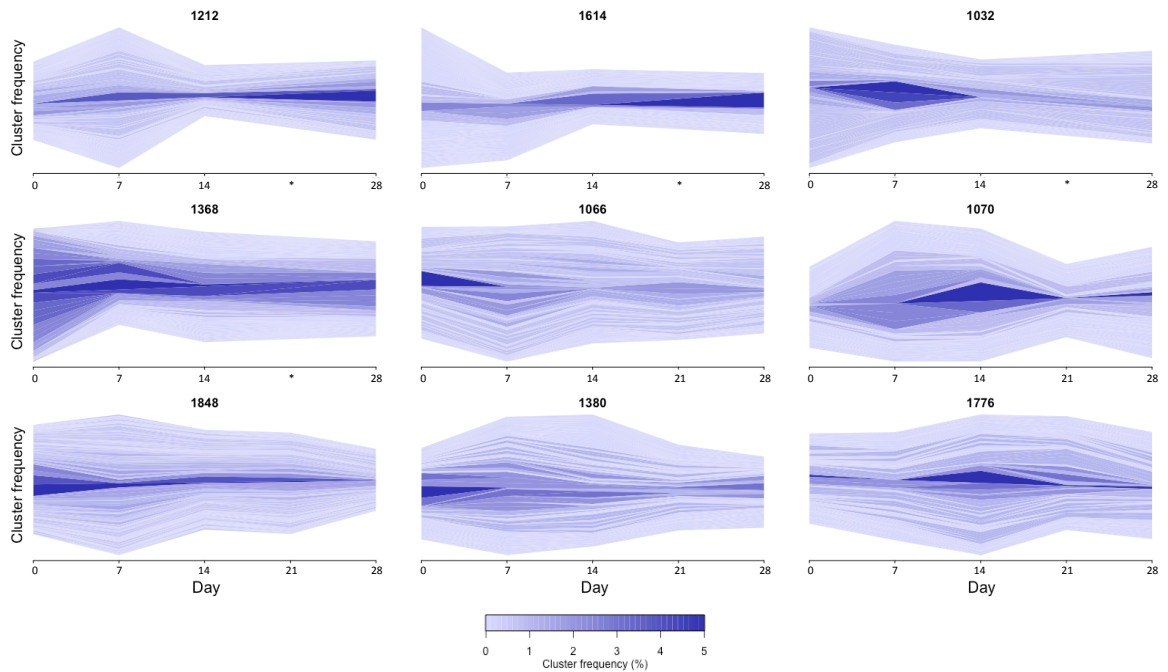 1212 1614 1032
Cluster frequency
0 7 14 * 28 0 7 14 * 28 0 7 14 * 28
1368 1066 1070
Cluster frequency
0 7 14 * 28 0 7 14 21 28 0 7 14 21 28
1848 1380 1776
Cluster frequency
0 7 14 21 28 0 7 14 21 28 0 7 14 21 28
Day Day Day
0 1 2 3 4 5
Cluster frequency (%)